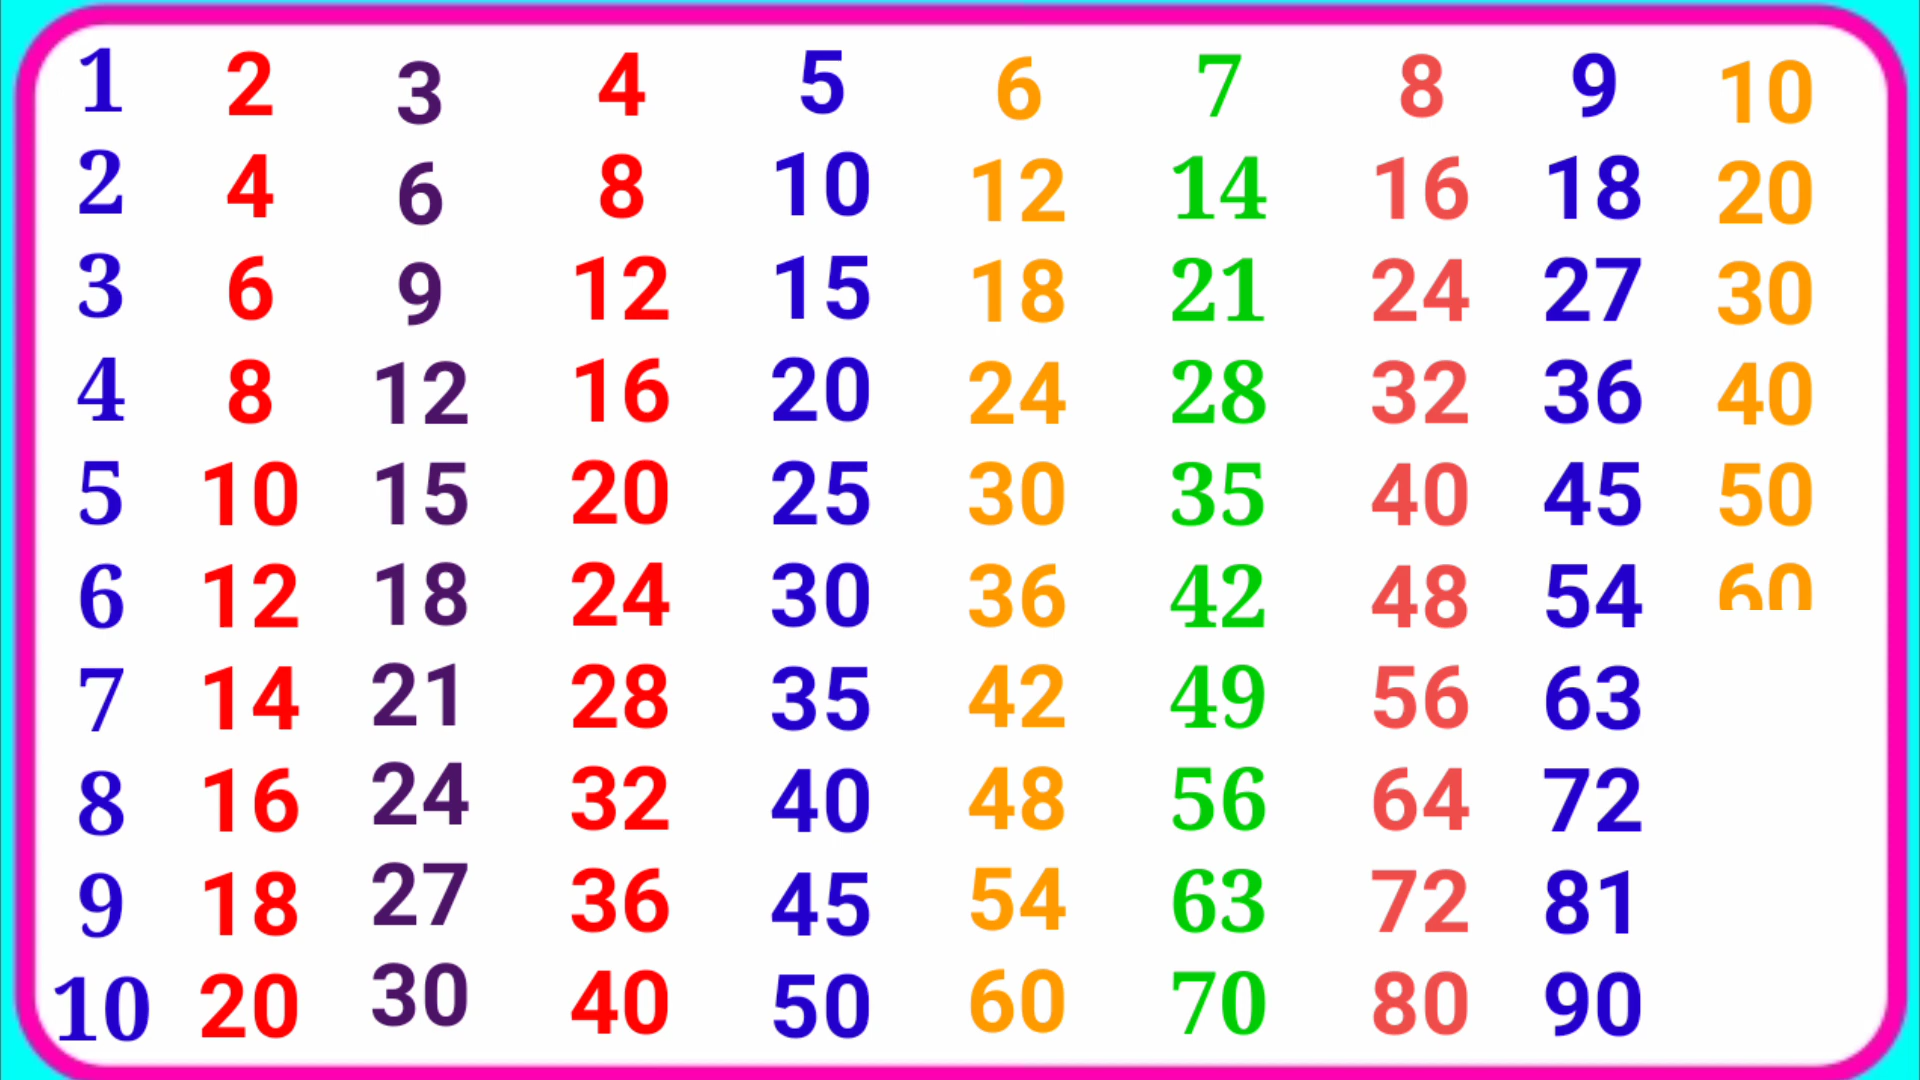 1 2 3 4 5 6 7 8 9 10
2 4 6 8 10 12 14 16 18 20
3 6 9 12 15 18 21 24 27 30
4 8 12 16 20 24 28 32 36 40
5 10 15 20 25 30 35 40 45 50
6 12 18 24 30 36 42 48 54 60
7 14 21 28 35 42 49 56 63
8 16 24 32 40 48 56 64 72
9 18 27 36 45 54 63 72 81
10 20 30 40 50 60 70 80 90